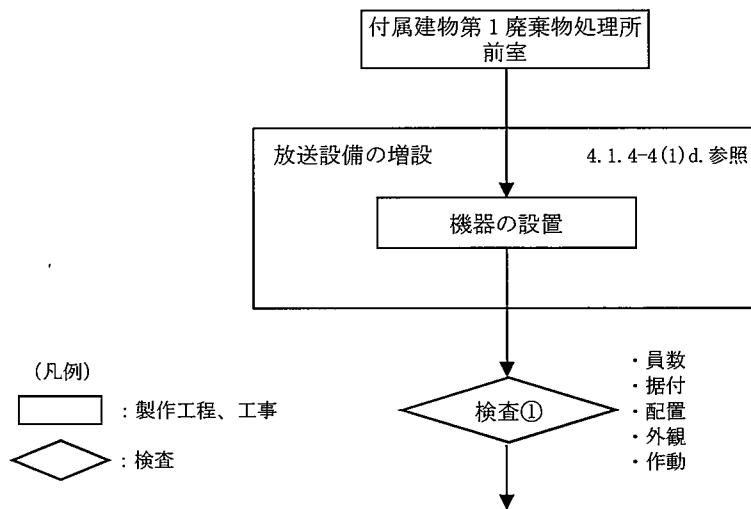 付属建物第1廃棄物処理所
前室
放送設備の増設
4.1.4-4(1)d.参照
機器の設置
検査①
・員数
・据付
・配置
・外観
・作動
(凡例)
：製作工程、工事
：検査